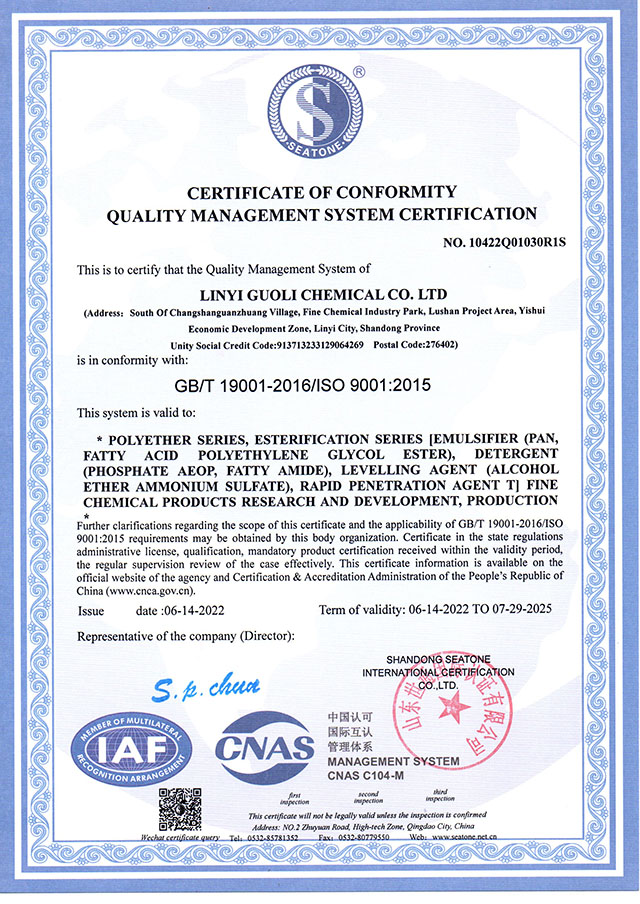 S
SEATONE
®
CERTIFICATE OF CONFORMITY
QUALITY MANAGEMENT SYSTEM CERTIFICATION
NO. 10422Q01030R1S
This is to certify that the Quality Management System of
LINYI GUOLI CHEMICAL CO. LTD
(Address: South Of Changshanguanzhuang Village, Fine Chemical Industry Park, Lushan Project Area, Yishui
Economic Development Zone, Linyi City, Shandong Province
Unity Social Credit Code:913713233129064269 Postal Code:276402)
is in conformity with:
GB/T 19001-2016/ISO 9001:2015
This system is valid to:
* POLYETHER SERIES, ESTERIFICATION SERIES [EMULSIFIER (PAN,
FATTY ACID POLYETHYLENE GLYCOL ESTER), DETERGENT
(PHOSPHATE AEOP, FATTY AMIDE), LEVELLING AGENT (ALCOHOL
ETHER AMMONIUM SULFATE), RAPID PENETRATION AGENT T] FINE
CHEMICAL PRODUCTS RESEARCH AND DEVELOPMENT, PRODUCTION
*
Further clarifications regarding the scope of this certificate and the applicability of GB/T 19001-2016/ISO
9001:2015 requirements may be obtained by this body organization. Certificate in the state regulations
administrative license, qualification, mandatory product certification received within the validity period,
the regular supervision review of the case effectively. This certificate information is available on the
official website of the agency and Certification & Accreditation Administration of the People's Republic of
China (www.cnca.gov.cn).
Issue date :06-14-2022 Term of validity: 06-14-2022 TO 07-29-2025
Representative of the company (Director):
SHANDONG SEATONE
INTERNATIONAL CERTIFICATION
CO.,LTD.
S.p. chua
MEMBER OF MULTILATERAL
IAF
RECOGNITION ARRANGEMENT
CNAS
中国认可
国际互认
管理体系
MANAGEMENT SYSTEM
CNAS C104-M
first inspection second inspection third inspection
This certificate will not be legally valid unless the inspection is confirmed
Address: NO.2 Zhuyuan Road, High-tech Zone, Qingdao City, China
Wechat certificate query Tel: 0532-85781352 Fax: 0532-80779550 Web: www.seatone.net.cn